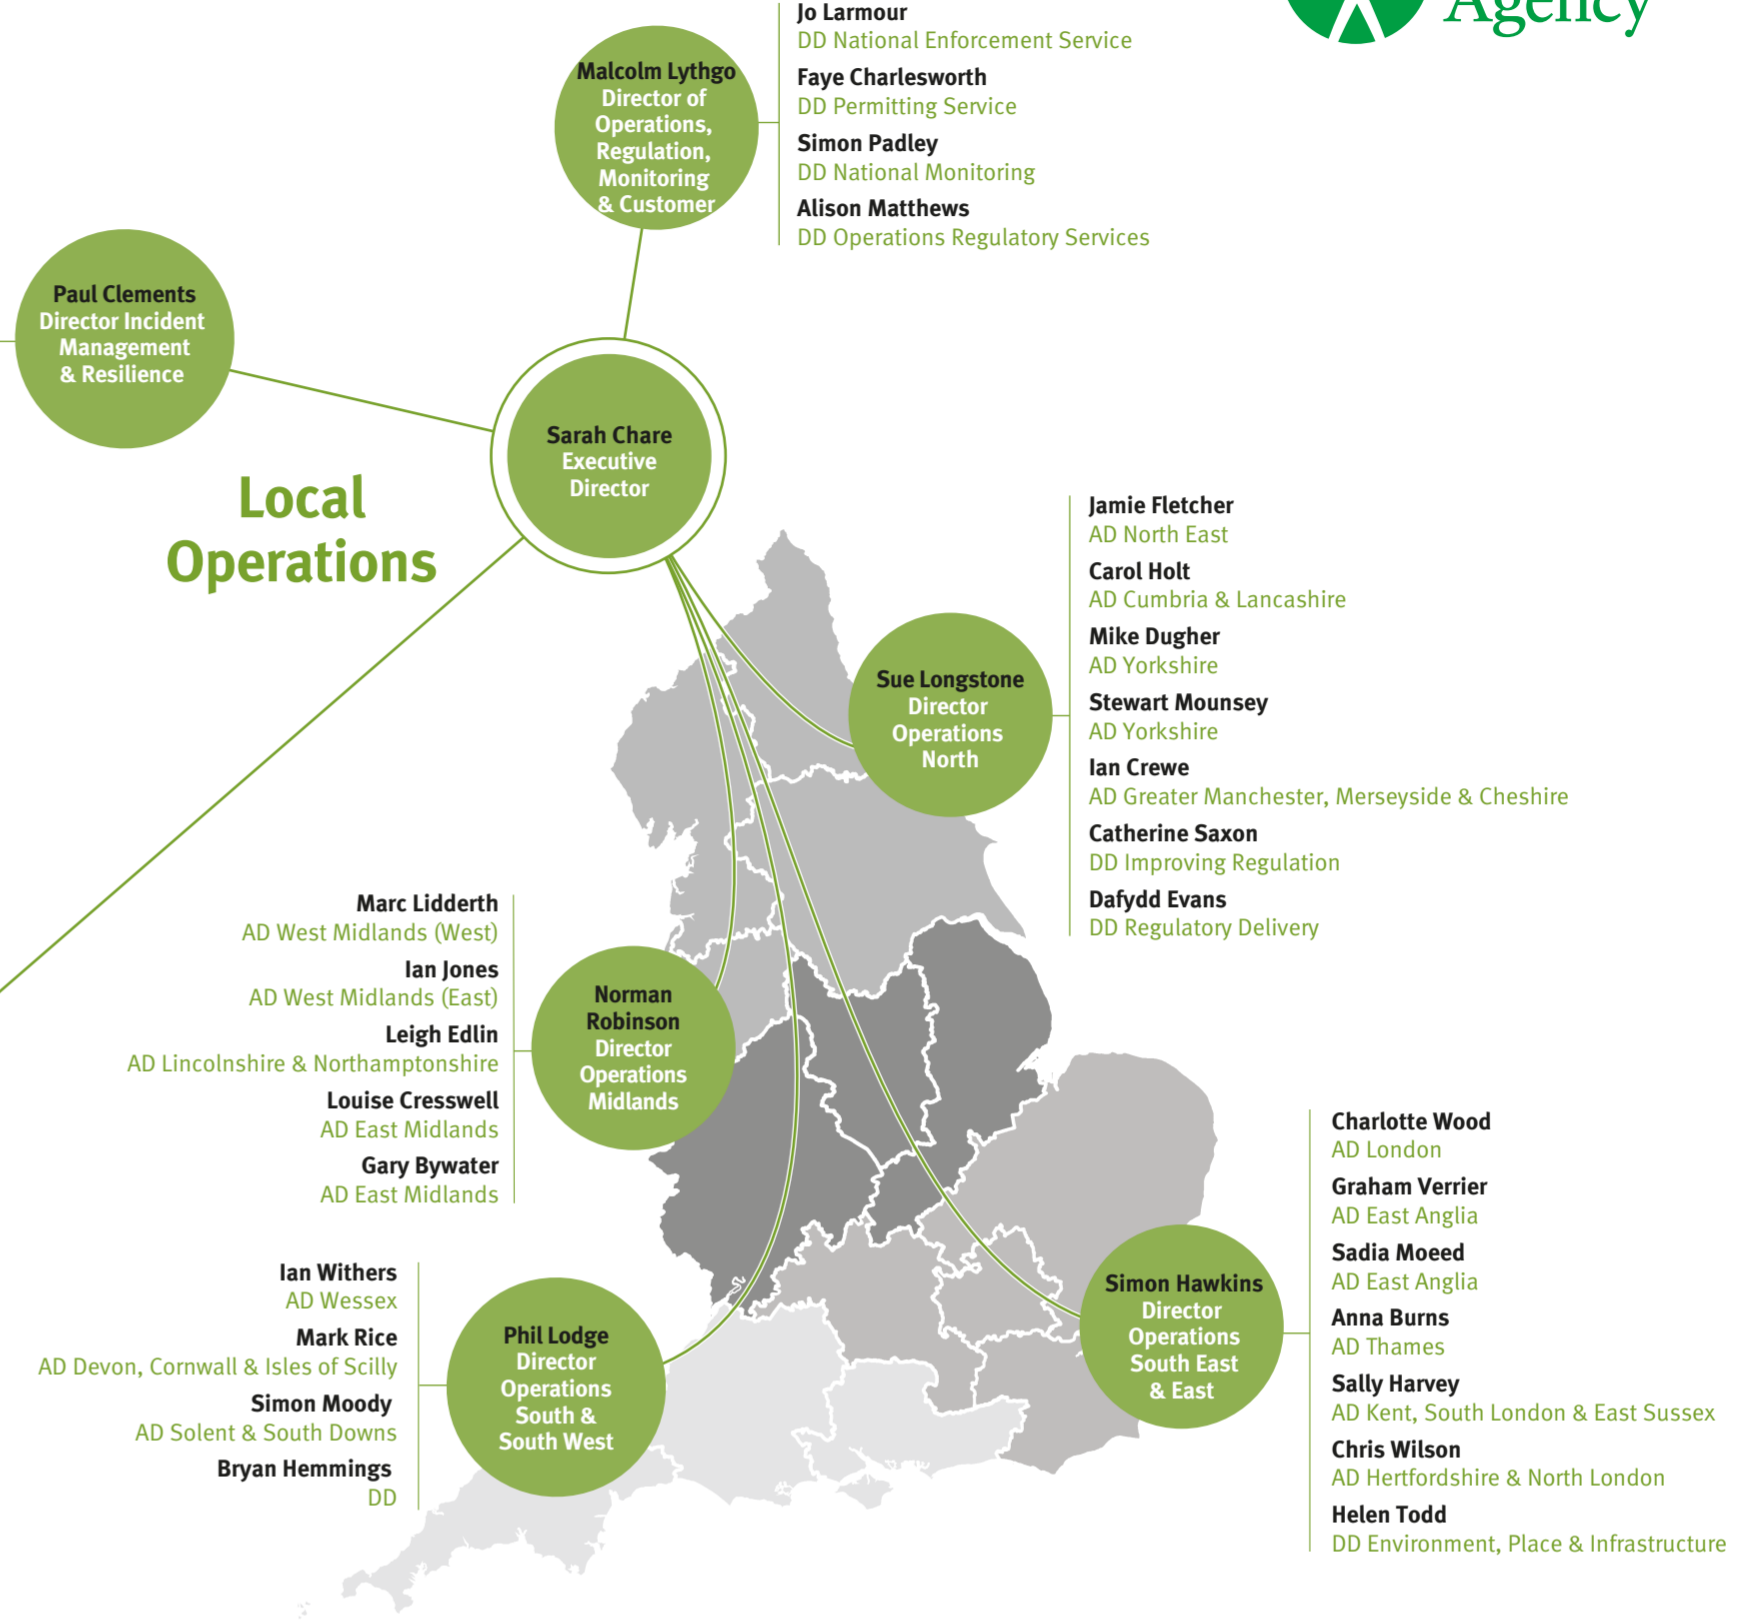 Agency
Jo Larmour
DD National Enforcement Service
Faye Charlesworth
DD Permitting Service
Simon Padley
DD National Monitoring
Alison Matthews
DD Operations Regulatory Services
Malcolm Lythgo
Director of
Operations,
Regulation,
Monitoring
& Customer
Paul Clements
Director Incident
Management
& Resilience
Sarah Chare
Executive
Director
Local
Operations
Jamie Fletcher
AD North East
Carol Holt
AD Cumbria & Lancashire
Mike Dugher
AD Yorkshire
Stewart Mounsey
AD Yorkshire
Ian Crewe
AD Greater Manchester, Merseyside & Cheshire
Catherine Saxon
DD Improving Regulation
Dafydd Evans
DD Regulatory Delivery
Sue Longstone
Director
Operations
North
Marc Lidderth
AD West Midlands (West)
Ian Jones
AD West Midlands (East)
Leigh Edlin
AD Lincolnshire & Northamptonshire
Louise Cresswell
AD East Midlands
Gary Bywater
AD East Midlands
Norman
Robinson
Director
Operations
Midlands
Ian Withers
AD Wessex
Mark Rice
AD Devon, Cornwall & Isles of Scilly
Simon Moody
AD Solent & South Downs
Bryan Hemmings
DD
Phil Lodge
Director
Operations
South &
South West
Simon Hawkins
Director
Operations
South East
& East
Charlotte Wood
AD London
Graham Verrier
AD East Anglia
Sadia Moeed
AD East Anglia
Anna Burns
AD Thames
Sally Harvey
AD Kent, South London & East Sussex
Chris Wilson
AD Hertfordshire & North London
Helen Todd
DD Environment, Place & Infrastructure